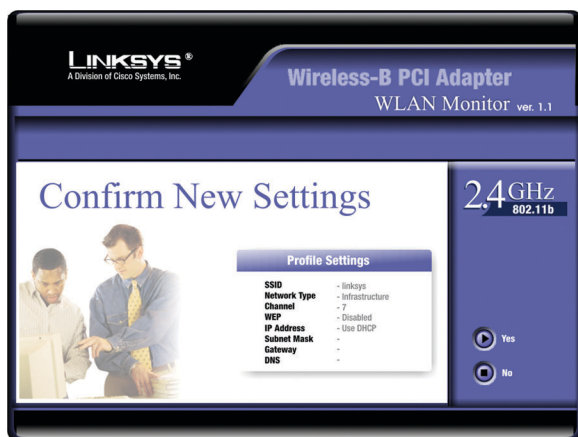 LINKSYS®
A Division of Cisco Systems, Inc.
Wireless-B PCI Adapter
WLAN Monitor ver. 1.1
Confirm New Settings
2.4 GHz
802.11b
Profile Settings
SSID - linksys
Network Type - Infrastructure
Channel - 7
WEP - Disabled
IP Address - Use DHCP
Subnet Mask -
Gateway -
DNS -
Yes
No